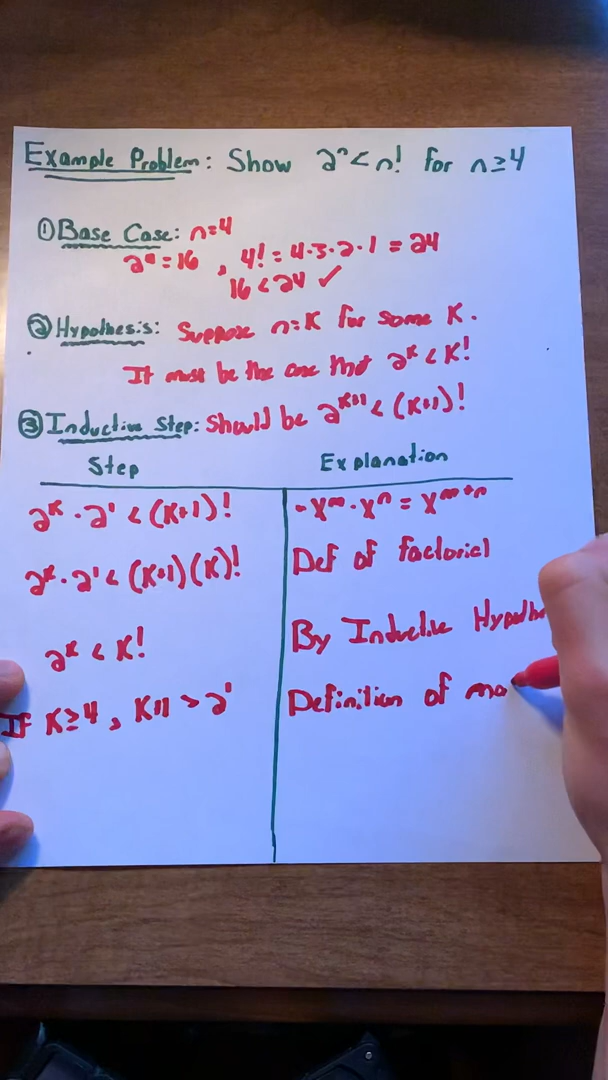 Example Problem: Show 2ⁿ < n! for n ≥ 4
① Base Case: n=4
2ⁿ = 16 , 4! = 4·3·2·1 = 24
16 < 24 ✓
② Hypothesis: Suppose n=K for some K.
It must be the case that 2ᴷ < K!
③ Inductive Step: Should be 2ᴷ⁺¹ < (K+1)!
Step Explanation
2ᴷ · 2¹ < (K+1)! - xᵐ · xⁿ = xᵐ⁺ⁿ
2ᴷ · 2¹ < (K+1)(K)! Def of factorial
2ᴷ < K! By Inductive
If K ≥ 4 , K+1 > 2¹ Definition of